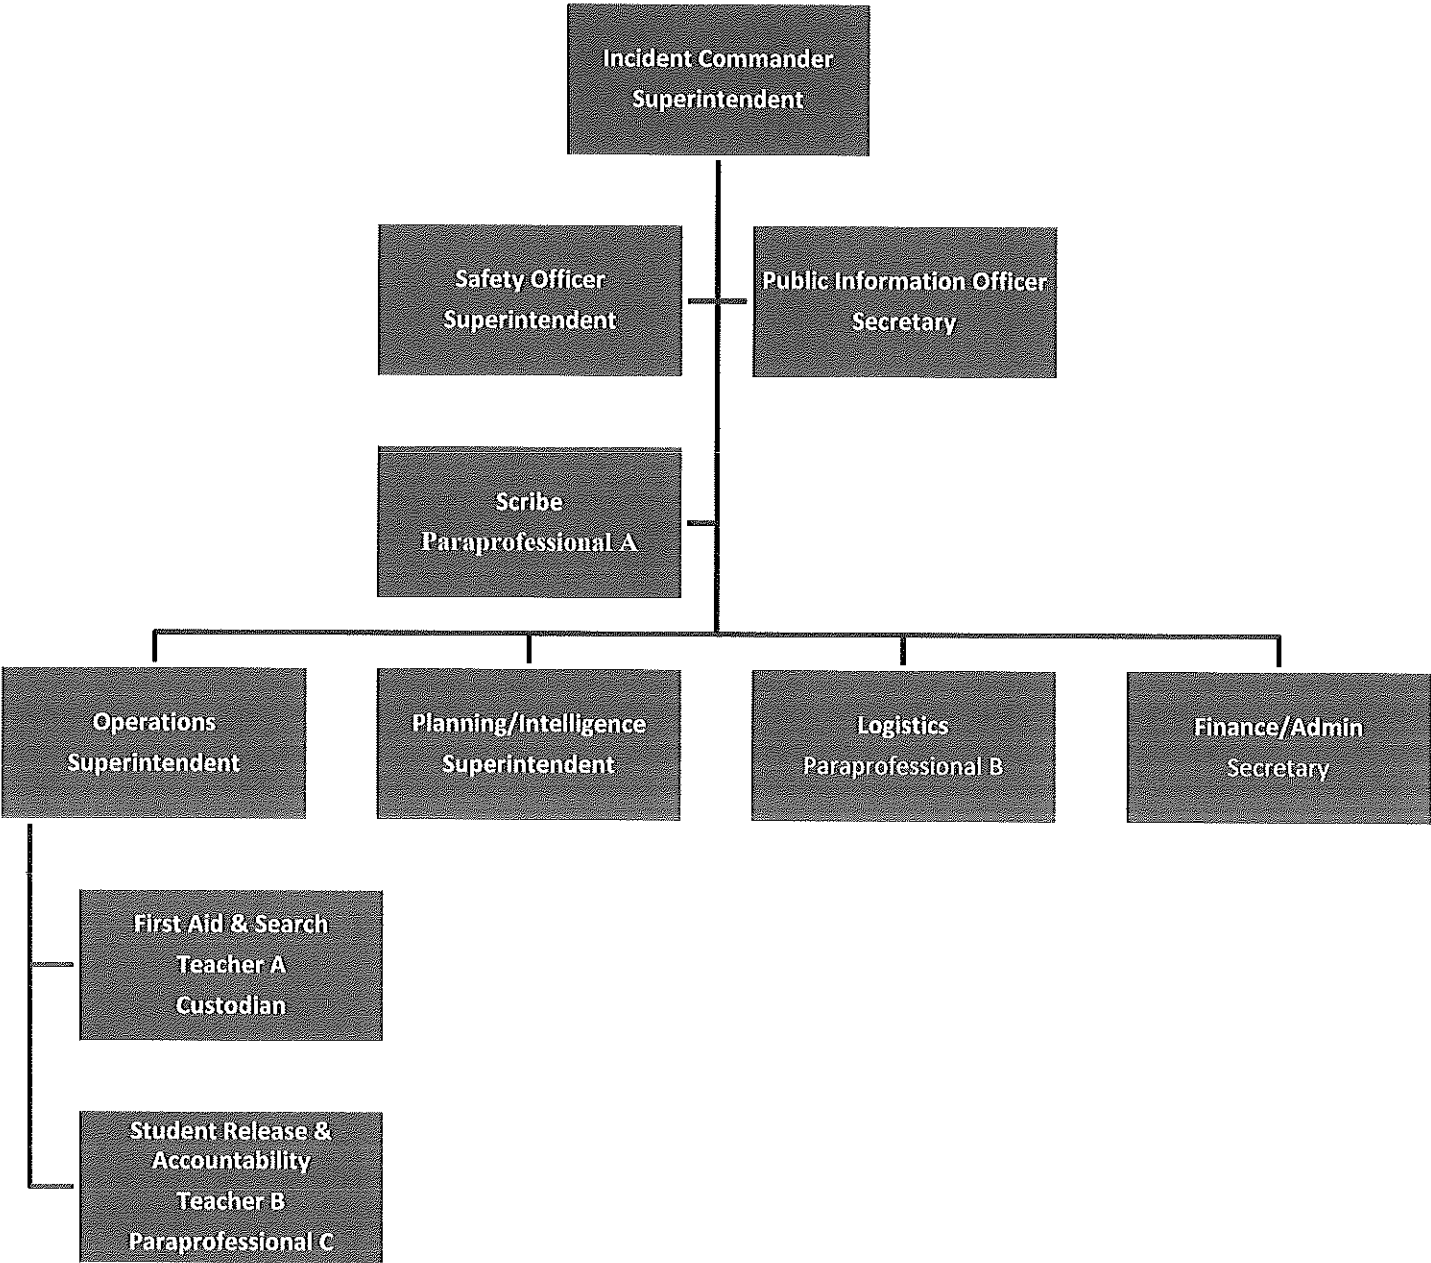 Incident Commander
Superintendent
Safety Officer
Superintendent
Public Information Officer
Secretary
Scribe
Paraprofessional A
Operations
Superintendent
Planning/Intelligence
Superintendent
Logistics
Paraprofessional B
Finance/Admin
Secretary
First Aid & Search
Teacher A
Custodian
Student Release &
Accountability
Teacher B
Paraprofessional C